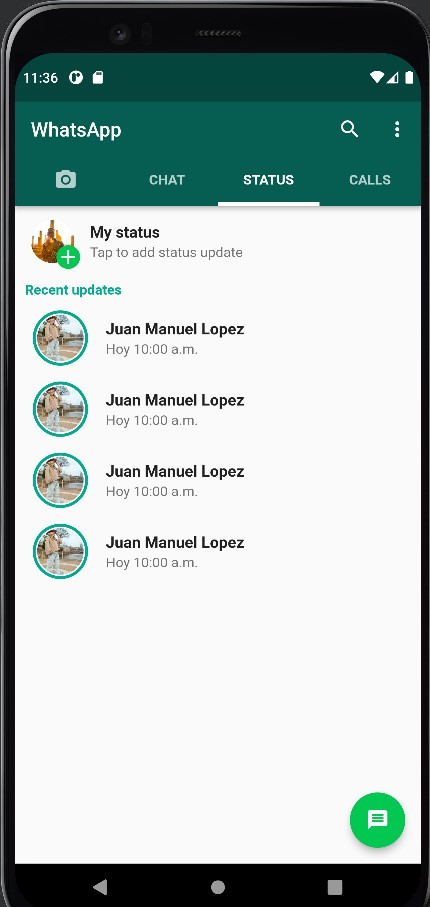 11:36
WhatsApp
CHAT STATUS CALLS
My status
Tap to add status update
Recent updates
Juan Manuel Lopez
Hoy 10:00 a.m.
Juan Manuel Lopez
Hoy 10:00 a.m.
Juan Manuel Lopez
Hoy 10:00 a.m.
Juan Manuel Lopez
Hoy 10:00 a.m.